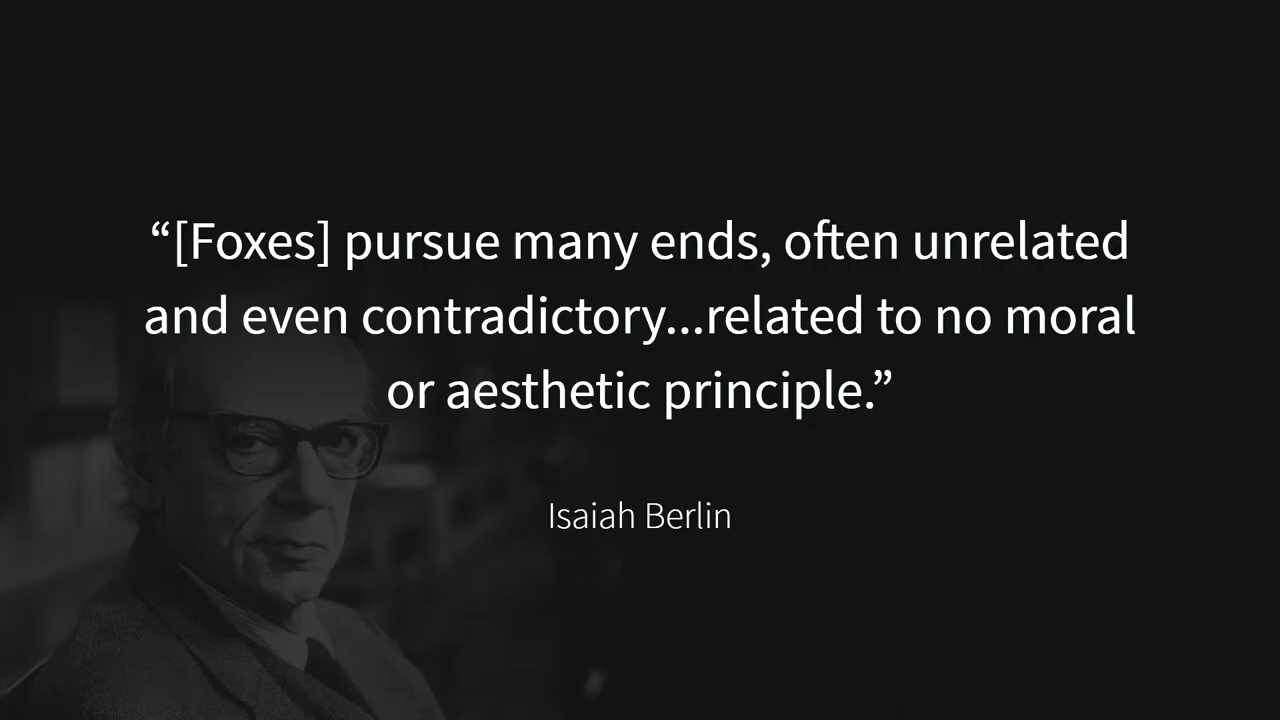 “[Foxes] pursue many ends, often unrelated
and even contradictory...related to no moral
or aesthetic principle.”
Isaiah Berlin